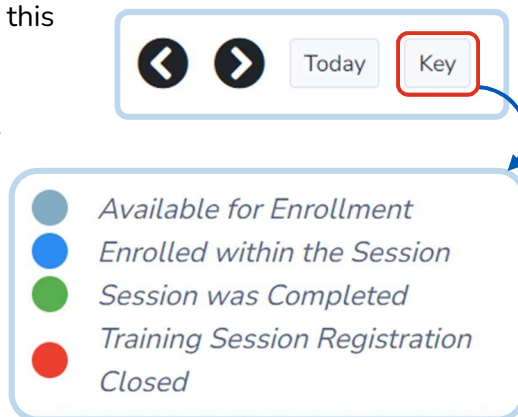 this
Today Key
Available for Enrollment
Enrolled within the Session
Session was Completed
Training Session Registration
Closed